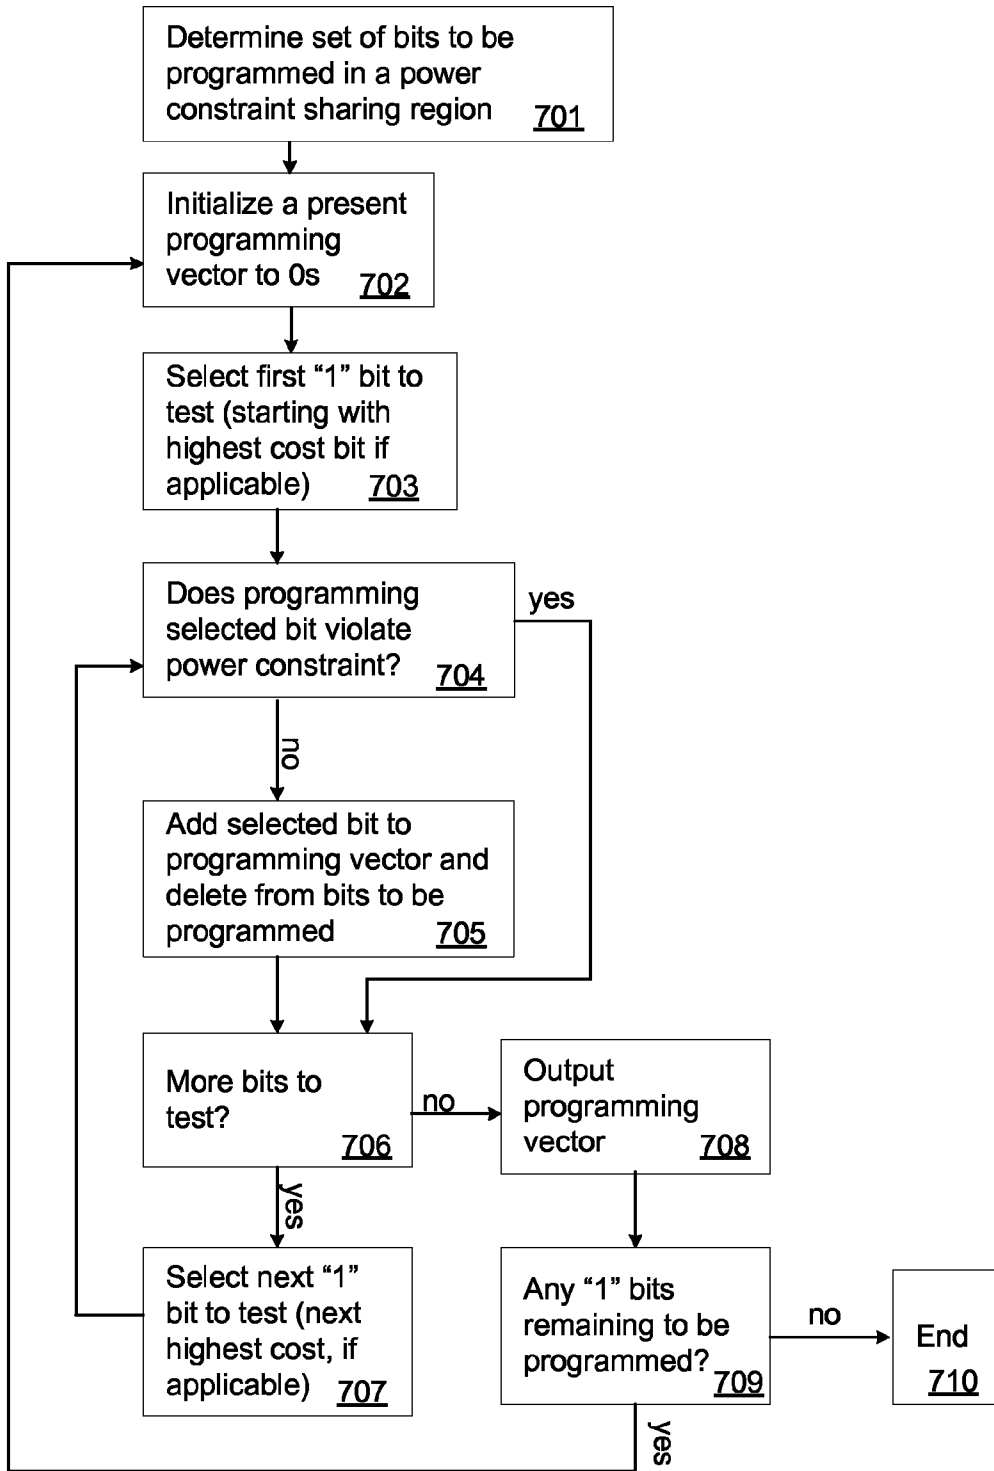 Determine set of bits to be
programmed in a power
constraint sharing region
701
Initialize a present
programming
vector to 0s
702
Select first “1” bit to
test (starting with
highest cost bit if
applicable)
703
Does programming
selected bit violate
power constraint?
704
yes
no
Add selected bit to
programming vector and
delete from bits to be
programmed
705
More bits to
test?
706
no
Output
programming
vector
708
yes
Select next “1”
bit to test (next
highest cost, if
applicable)
707
Any “1” bits
remaining to be
programmed?
709
no
End
710
yes